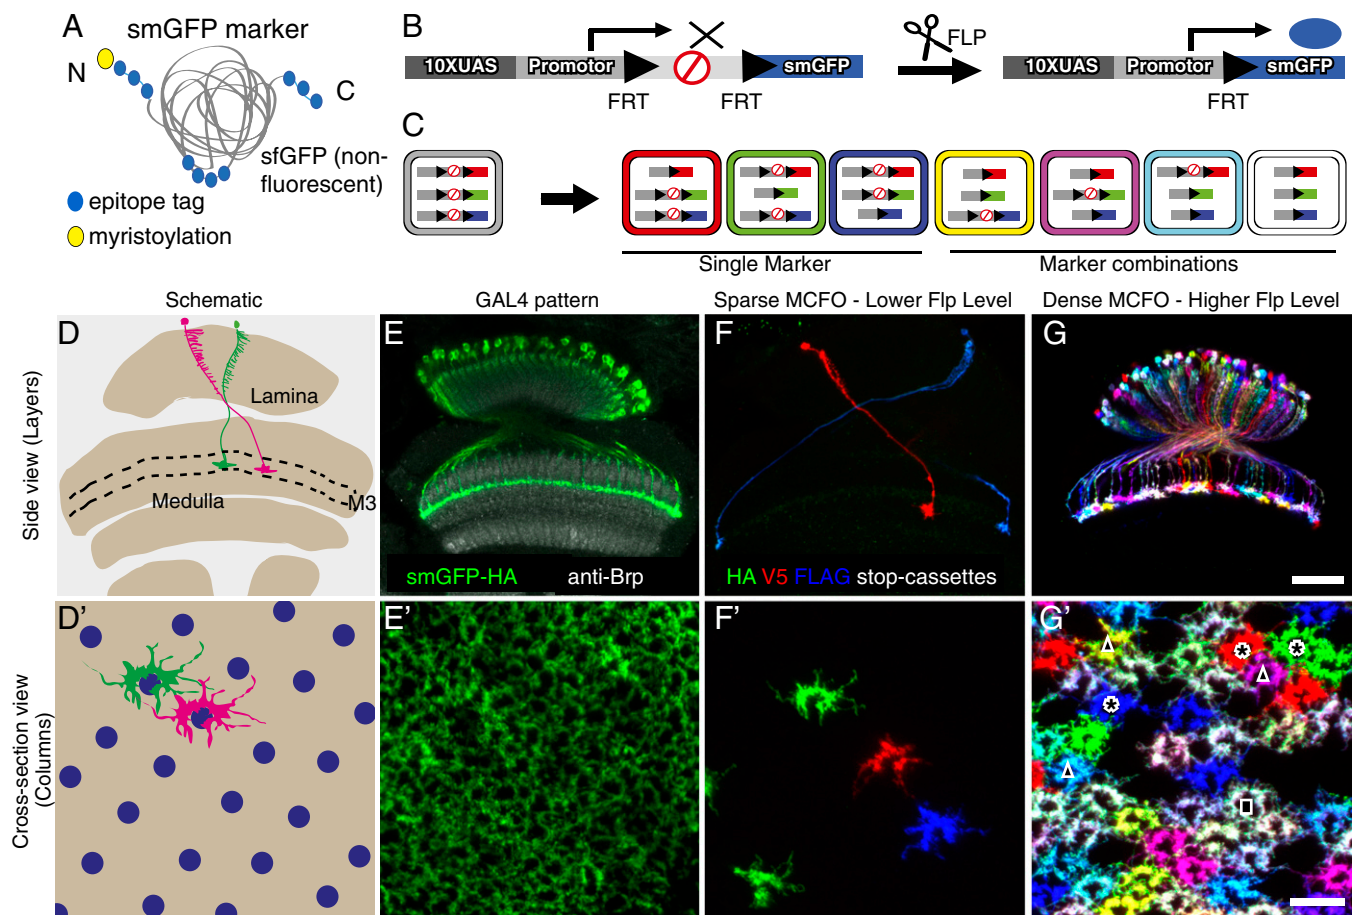 A
smGFP marker
N
C
sfGFP (non-
fluorescent)
epitope tag
myristoylation
B
10XUAS Promotor smGFP
FRT FRT
FLP
10XUAS Promotor smGFP
FRT
C
Single Marker
Marker combinations
Schematic
GAL4 pattern
Sparse MCFO - Lower Flp Level
Dense MCFO - Higher Flp Level
Side view (Layers)
D
Lamina
Medulla
M3
E
smGFP-HA anti-Brp
F
HA V5 FLAG stop-cassettes
G
Cross-section view
(Columns)
D'
E'
F'
G'